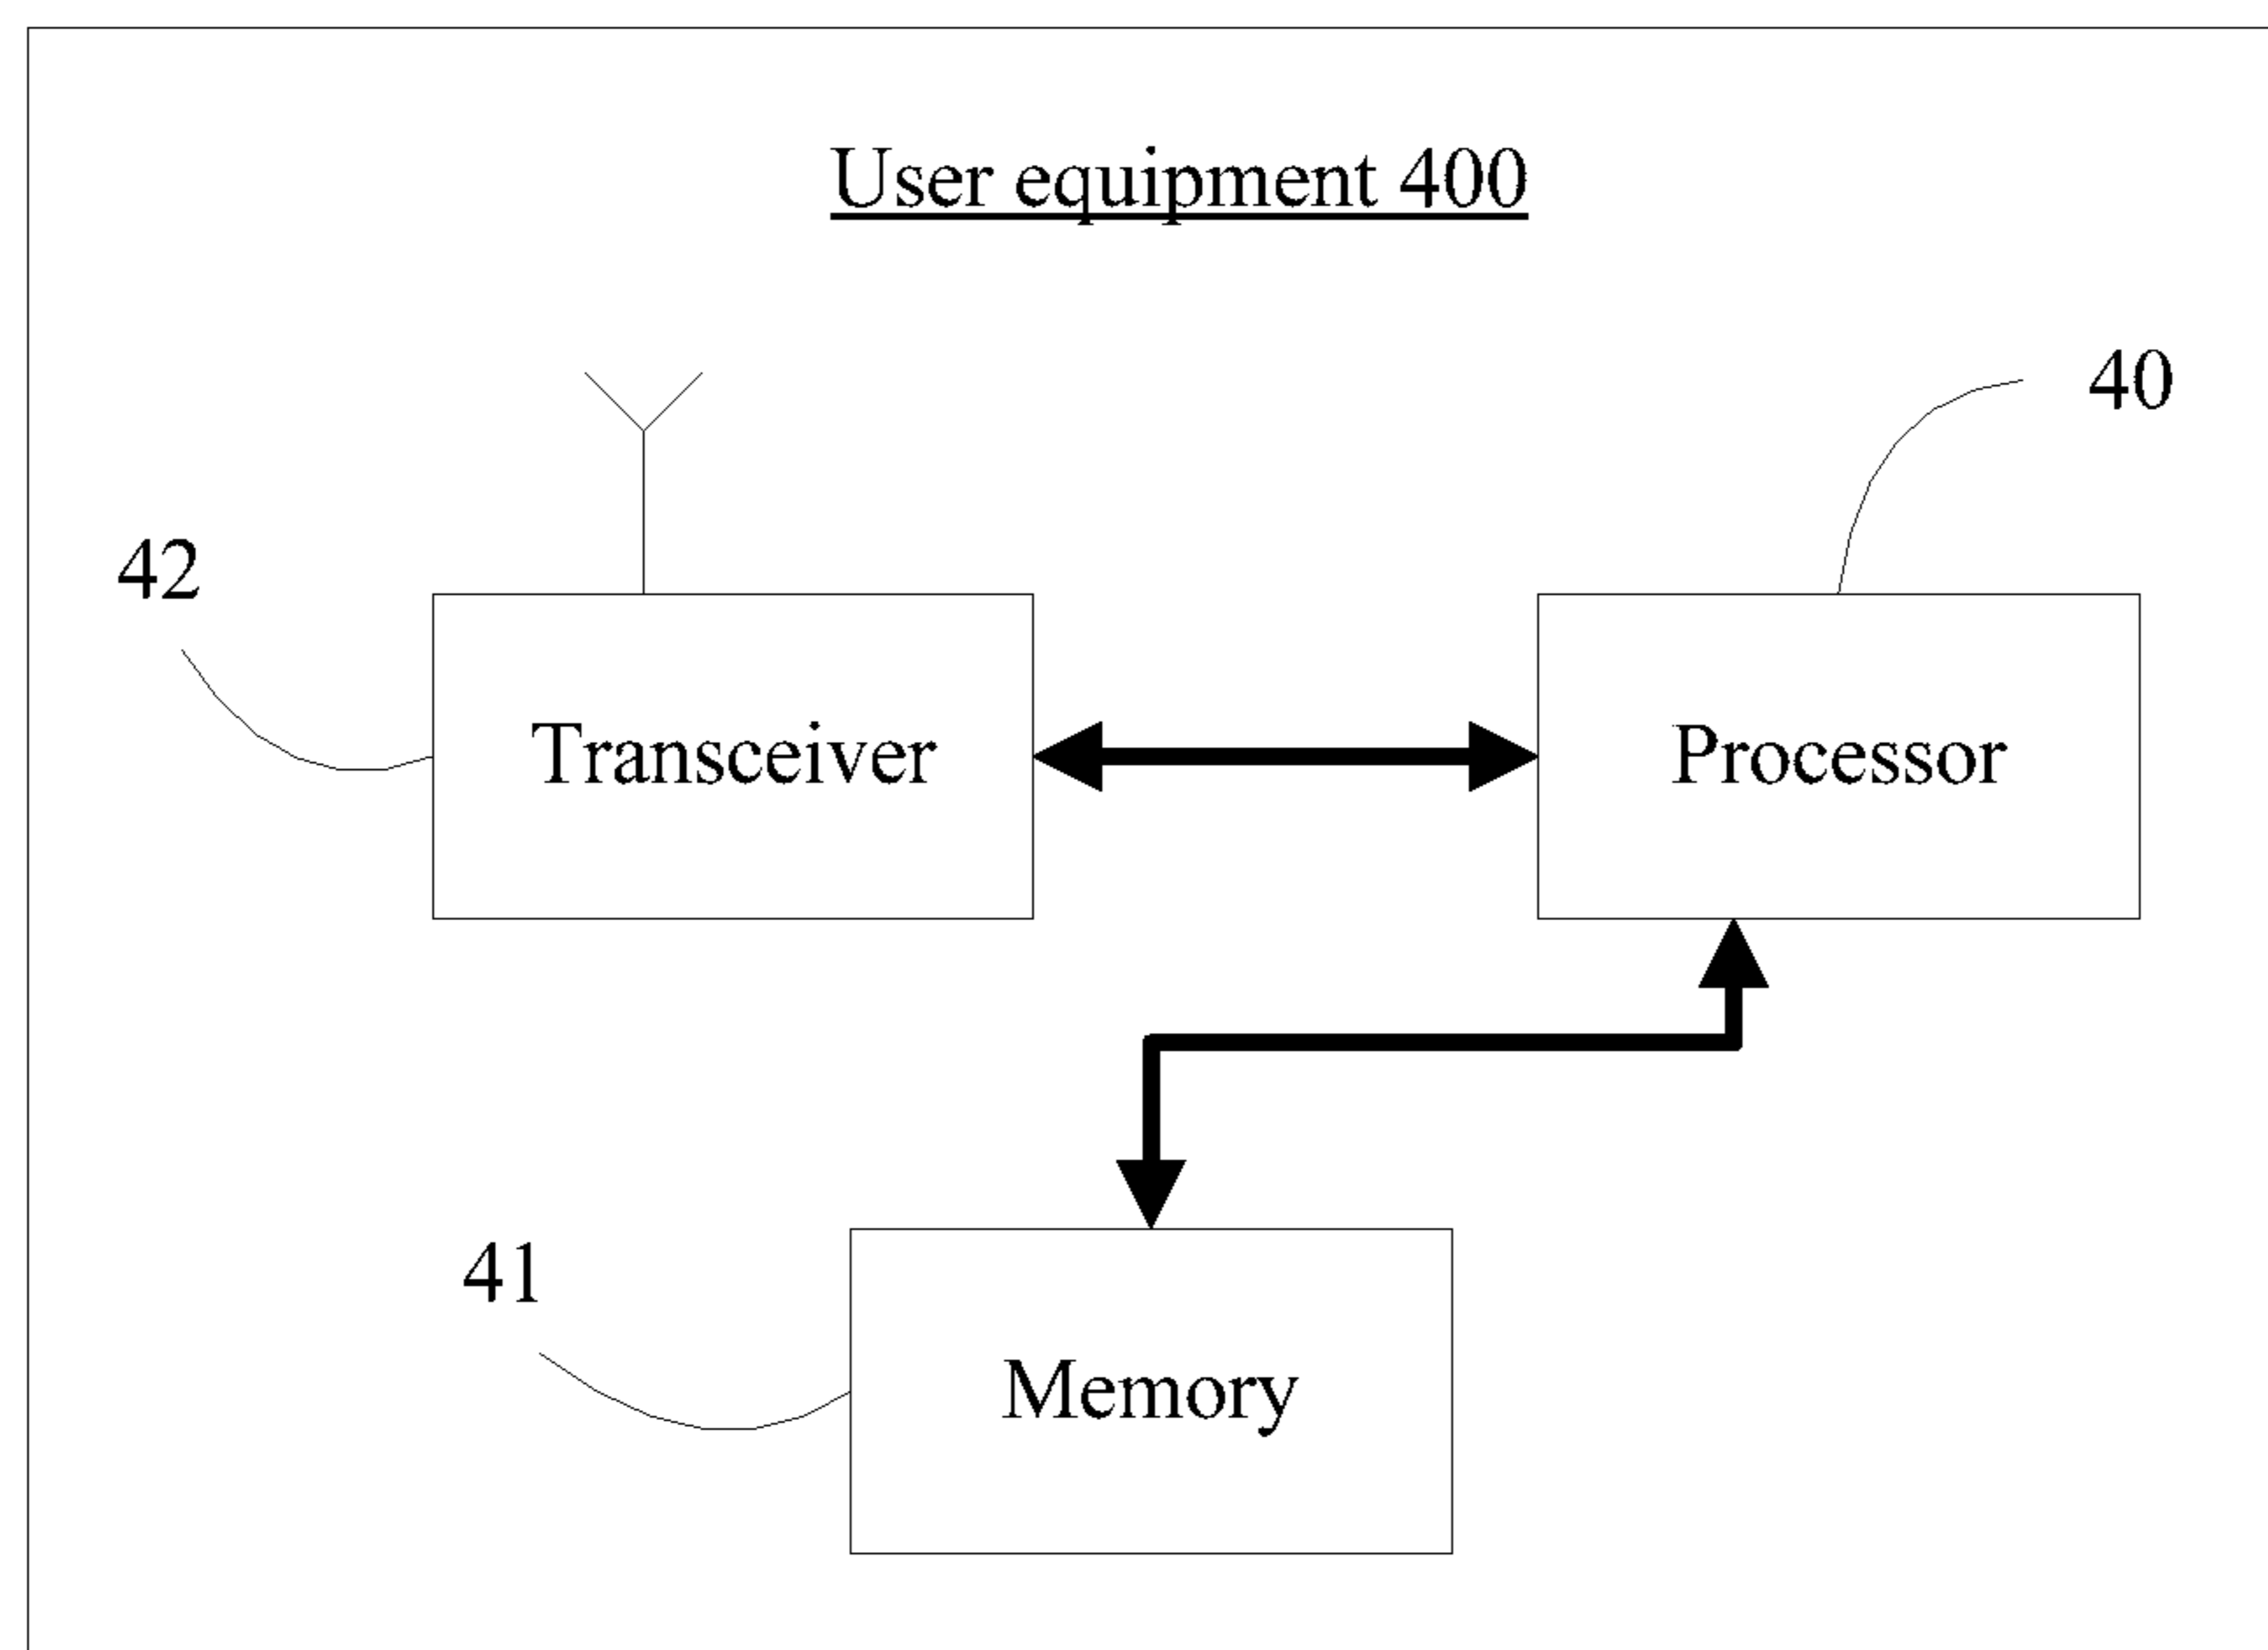 User equipment 400
40
42
Transceiver
Processor
41
Memory